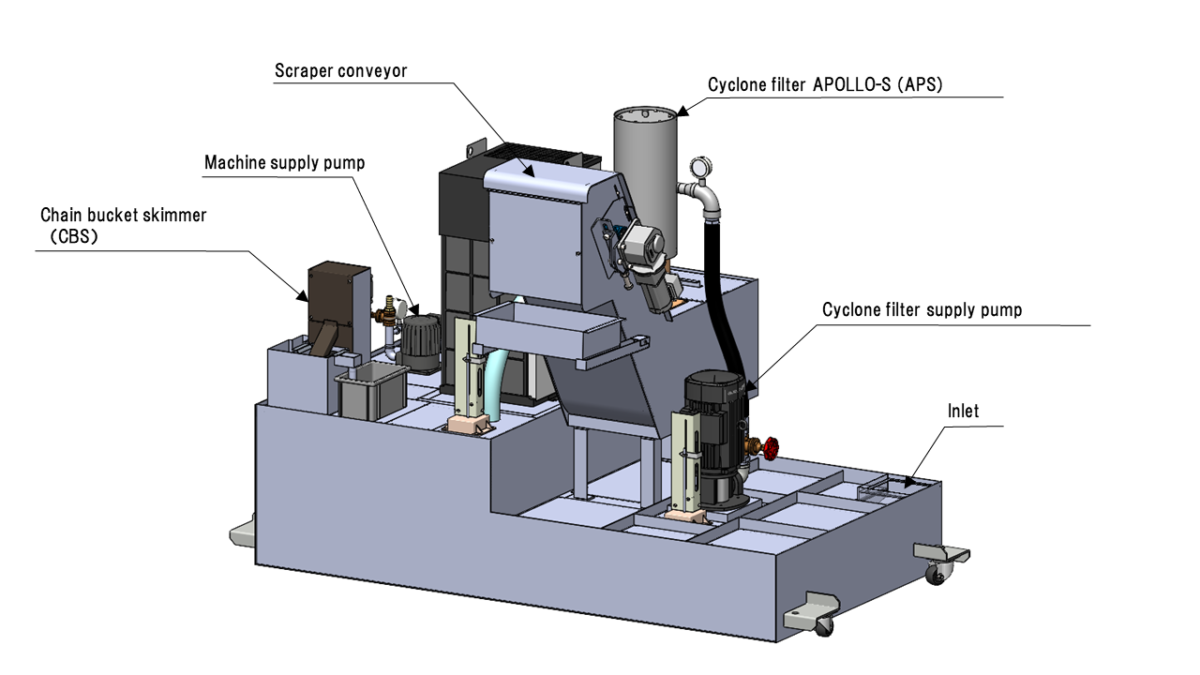 Scraper conveyor
Cyclone filter APOLLO-S (APS)
Machine supply pump
Chain bucket skimmer
(CBS)
Cyclone filter supply pump
Inlet